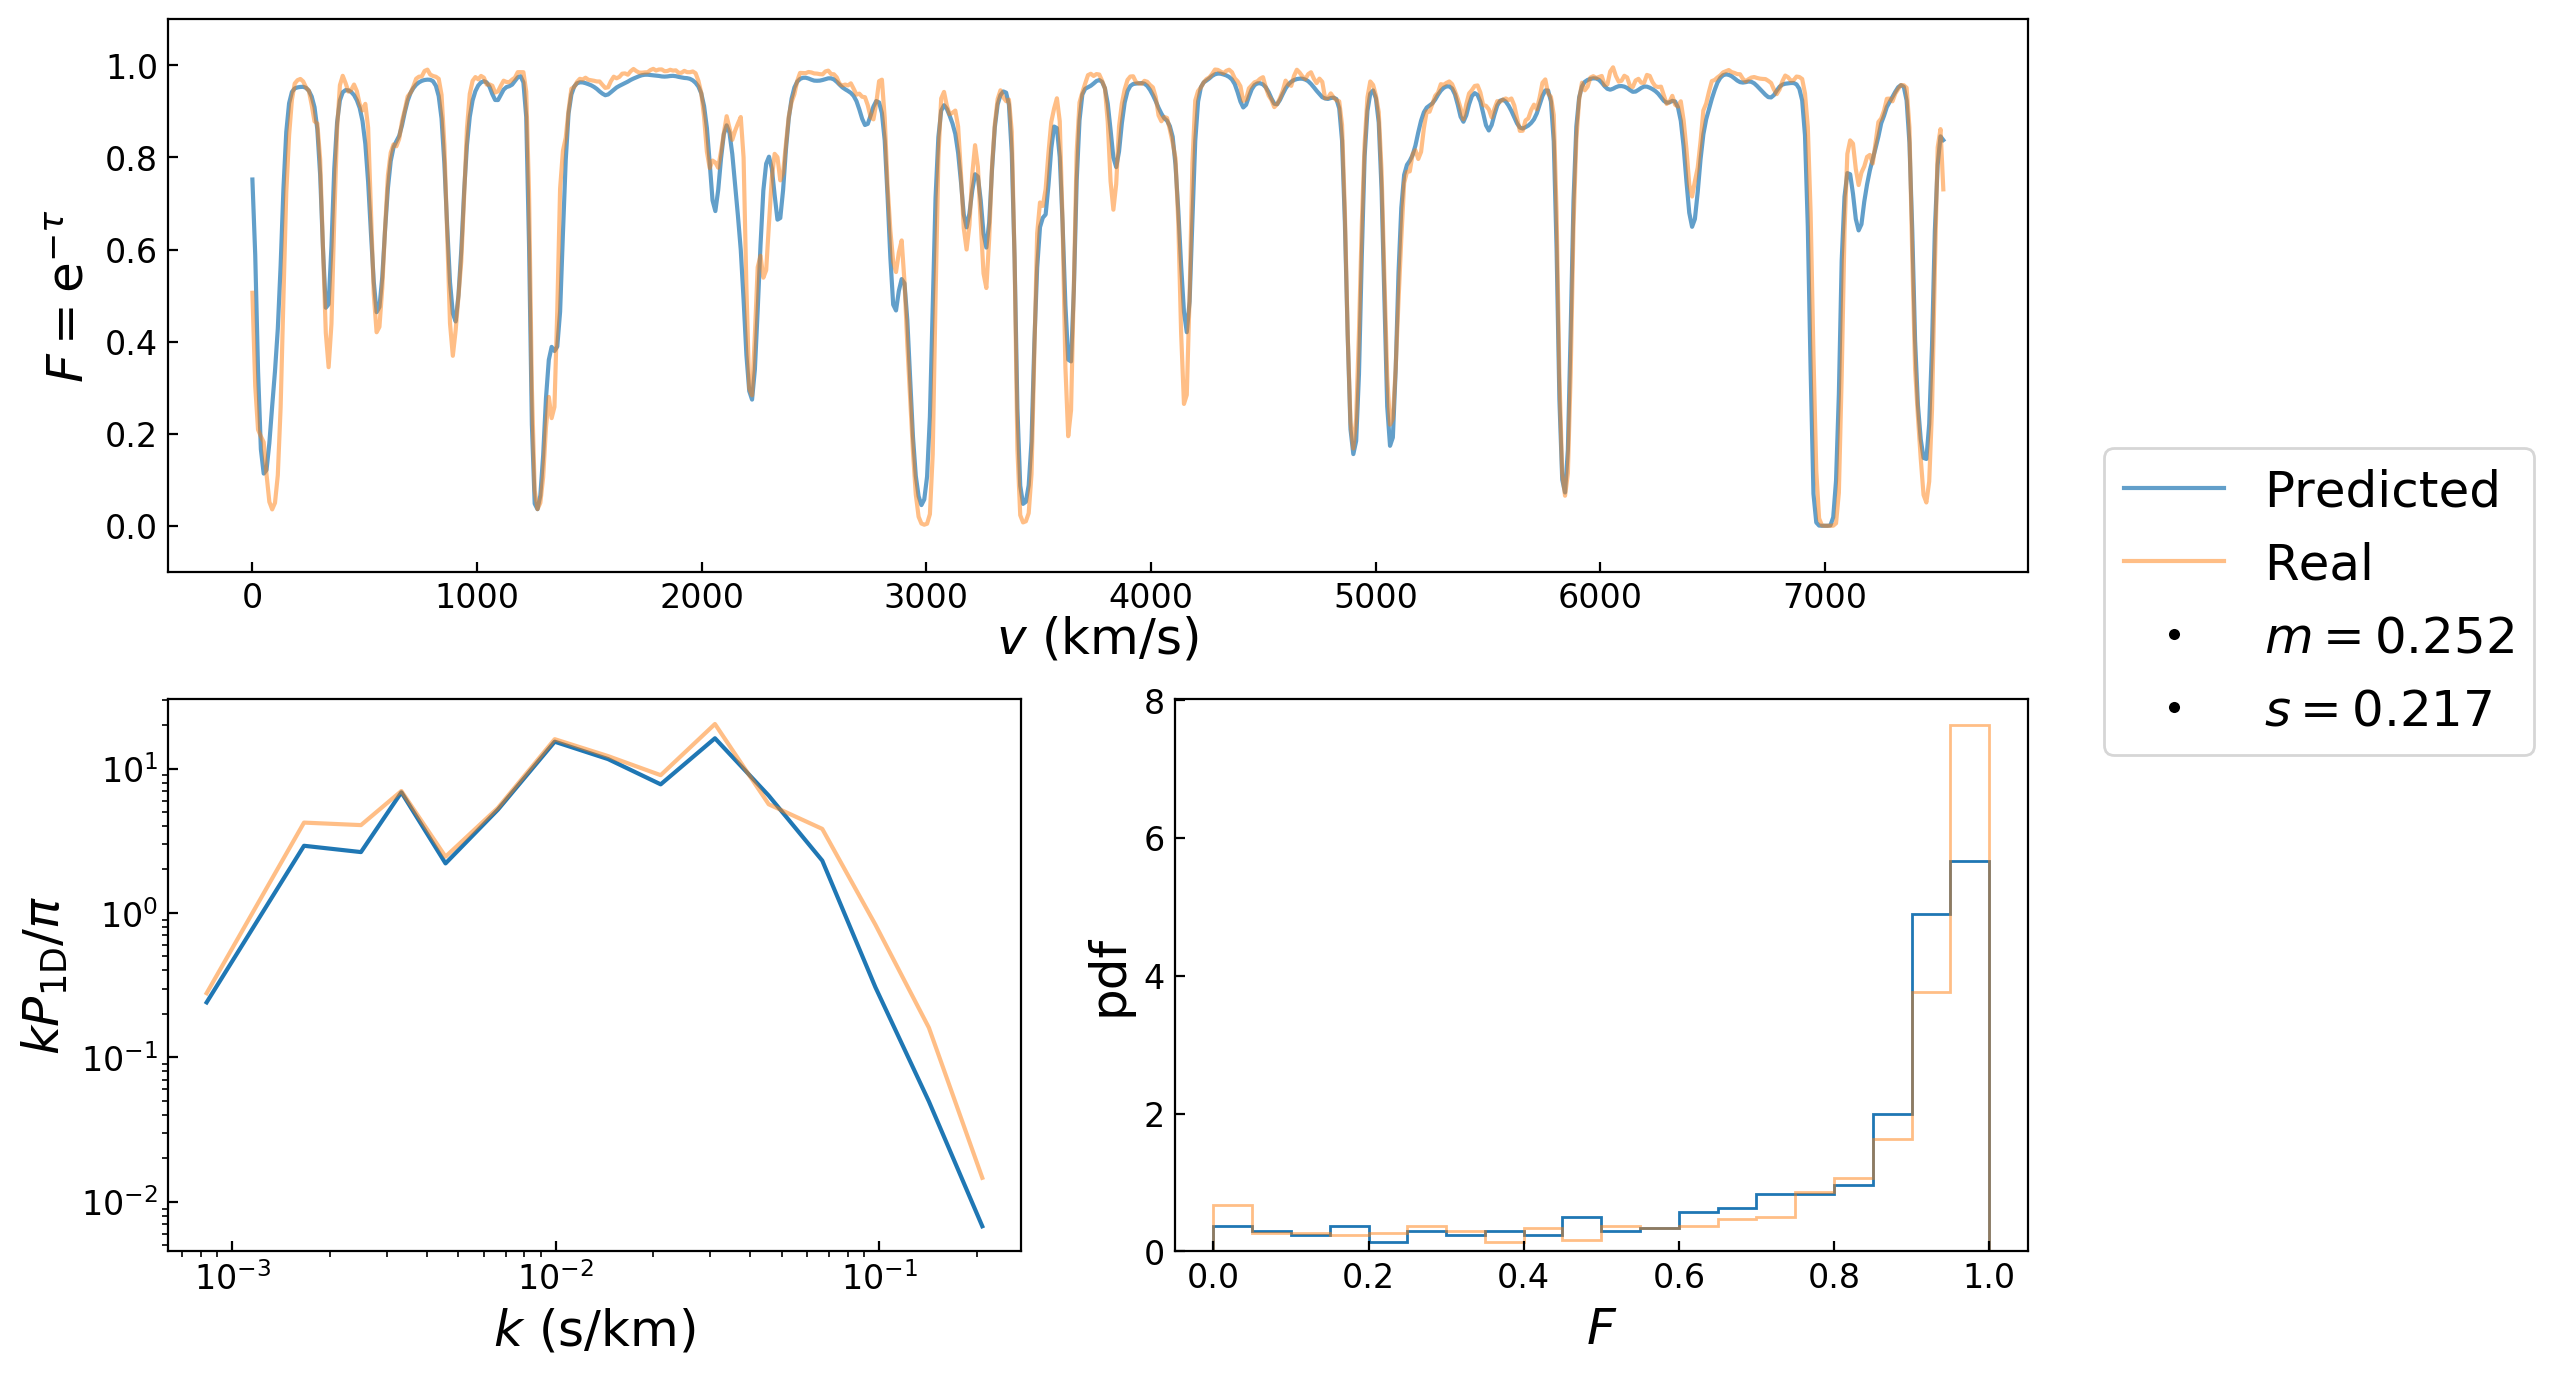 1.0
0.8
0.6
0.4
0.2
0.0
F = e^{−τ}
0 1000 2000 3000 4000 5000 6000 7000
v (km/s)
Predicted
Real
m = 0.252
s = 0.217
10^1
10^0
10^{−1}
10^{−2}
kP_{1D}/π
10^{−3} 10^{−2} 10^{−1}
k (s/km)
8
6
4
2
0
pdf
0.0 0.2 0.4 0.6 0.8 1.0
F